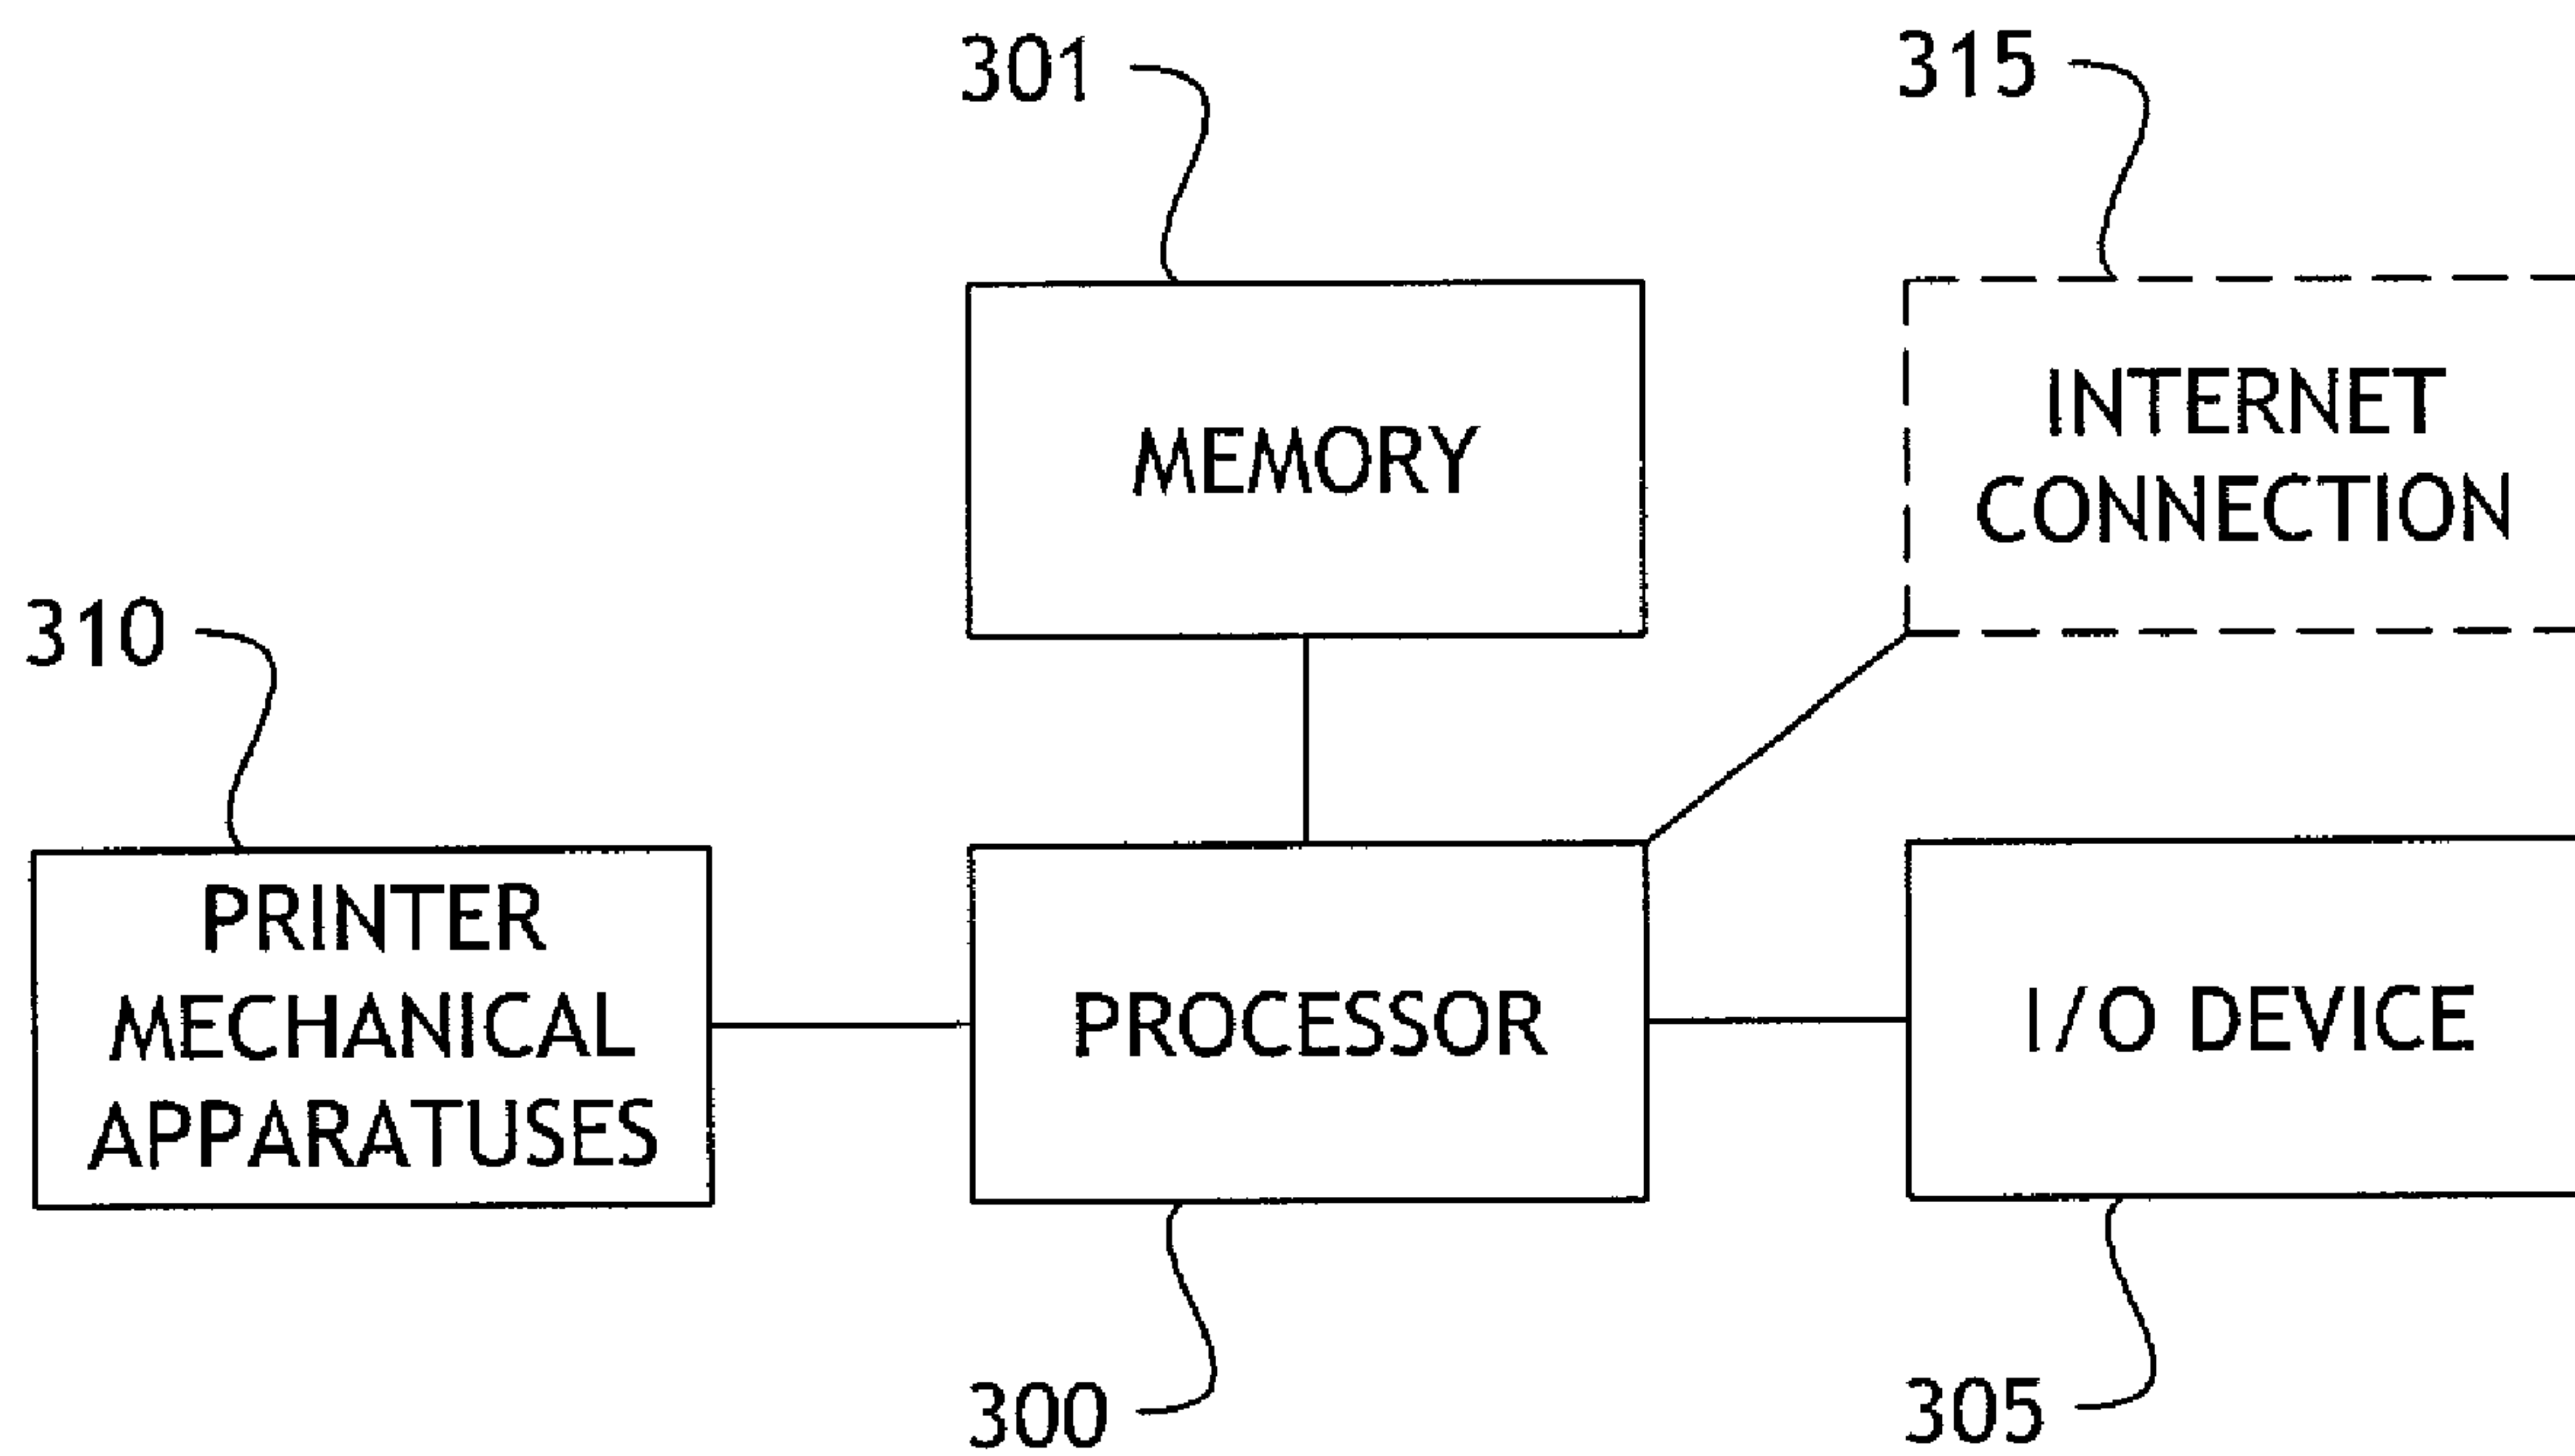 301
315
MEMORY
INTERNET
CONNECTION
310
PRINTER
MECHANICAL
APPARATUSES
PROCESSOR
I/O DEVICE
300
305